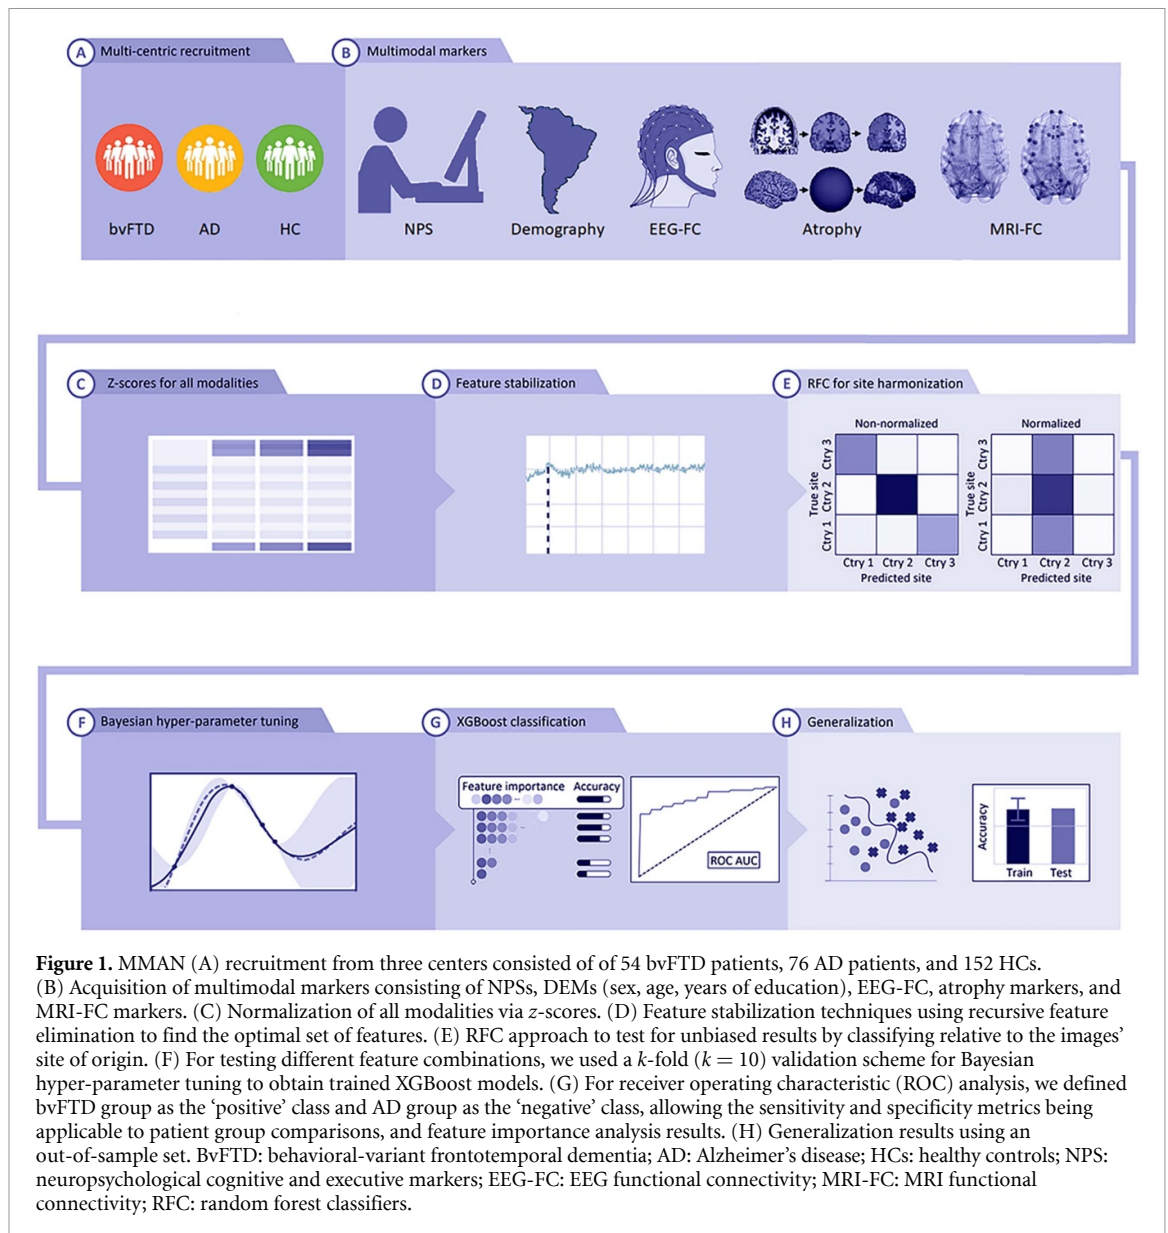 A Multi-centric recruitment
B Multimodal markers
bvFTD
AD
HC
NPS
Demography
EEG-FC
Atrophy
MRI-FC
C Z-scores for all modalities
D Feature stabilization
E RFC for site harmonization
Non-normalized
True site
Ctry 3
Ctry 2
Ctry 1
Ctry 1 Ctry 2 Ctry 3
Predicted site
Normalized
True site
Ctry 3
Ctry 2
Ctry 1
Ctry 1 Ctry 2 Ctry 3
Predicted site
F Bayesian hyper-parameter tuning
G XGBoost classification
Feature importance Accuracy
ROC AUC
H Generalization
Accuracy
Train Test
Figure 1. MMAN (A) recruitment from three centers consisted of of 54 bvFTD patients, 76 AD patients, and 152 HCs.
(B) Acquisition of multimodal markers consisting of NPSs, DEMs (sex, age, years of education), EEG-FC, atrophy markers, and
MRI-FC markers. (C) Normalization of all modalities via z-scores. (D) Feature stabilization techniques using recursive feature
elimination to find the optimal set of features. (E) RFC approach to test for unbiased results by classifying relative to the images’
site of origin. (F) For testing different feature combinations, we used a k-fold (k = 10) validation scheme for Bayesian
hyper-parameter tuning to obtain trained XGBoost models. (G) For receiver operating characteristic (ROC) analysis, we defined
bvFTD group as the ‘positive’ class and AD group as the ‘negative’ class, allowing the sensitivity and specificity metrics being
applicable to patient group comparisons, and feature importance analysis results. (H) Generalization results using an
out-of-sample set. BvFTD: behavioral-variant frontotemporal dementia; AD: Alzheimer’s disease; HCs: healthy controls; NPS:
neuropsychological cognitive and executive markers; EEG-FC: EEG functional connectivity; MRI-FC: MRI functional
connectivity; RFC: random forest classifiers.